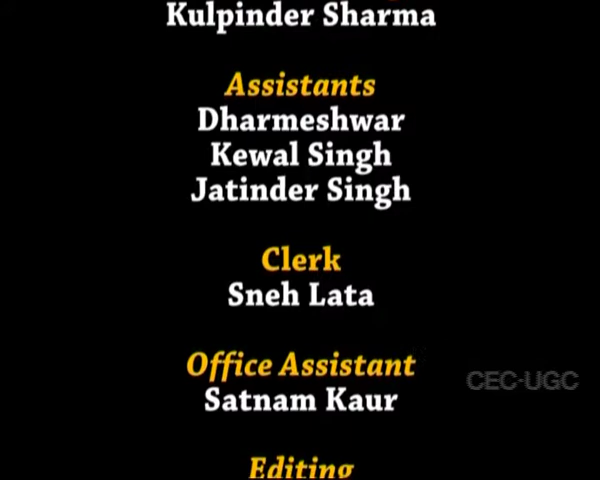 Kulpinder Sharma
Assistants
Dharmeshwar
Kewal Singh
Jatinder Singh
Clerk
Sneh Lata
Office Assistant
CEC-UGC
Satnam Kaur
Editing